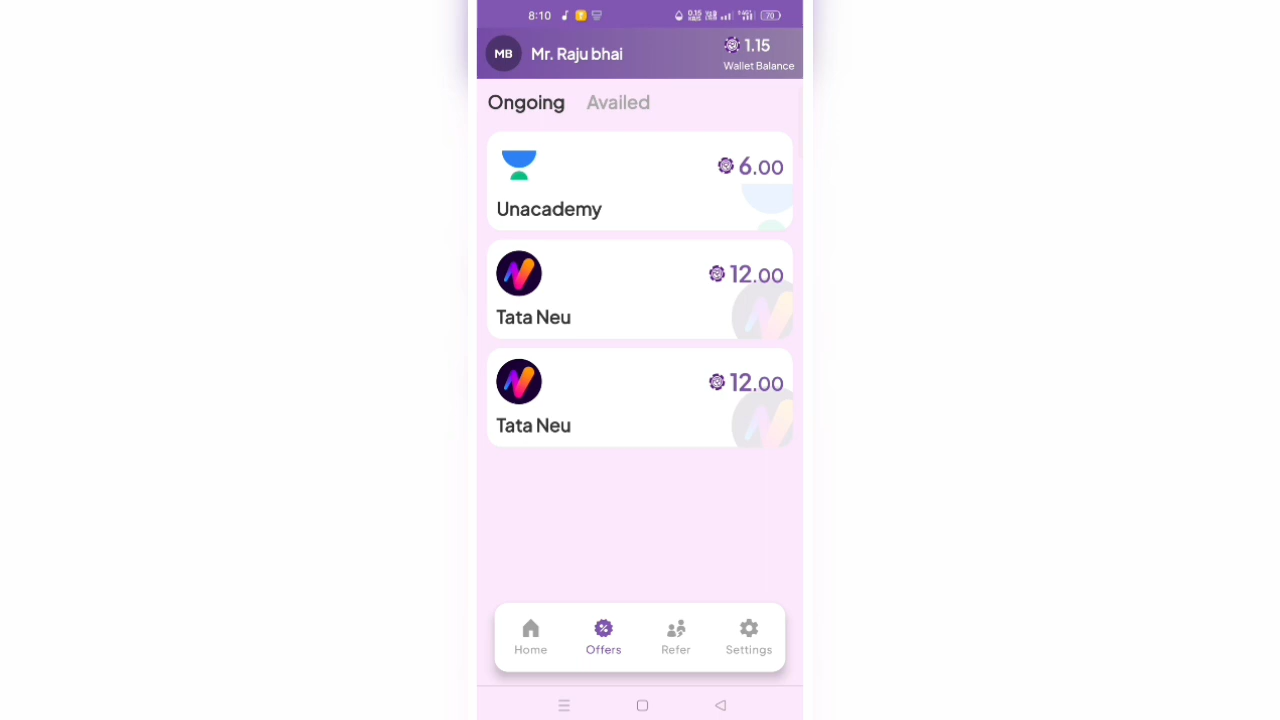 8:10
70
MB
Mr. Raju bhai
1.15
Wallet Balance
Ongoing
Availed
6.00
Unacademy
12.00
Tata Neu
12.00
Tata Neu
Home
Offers
Refer
Settings